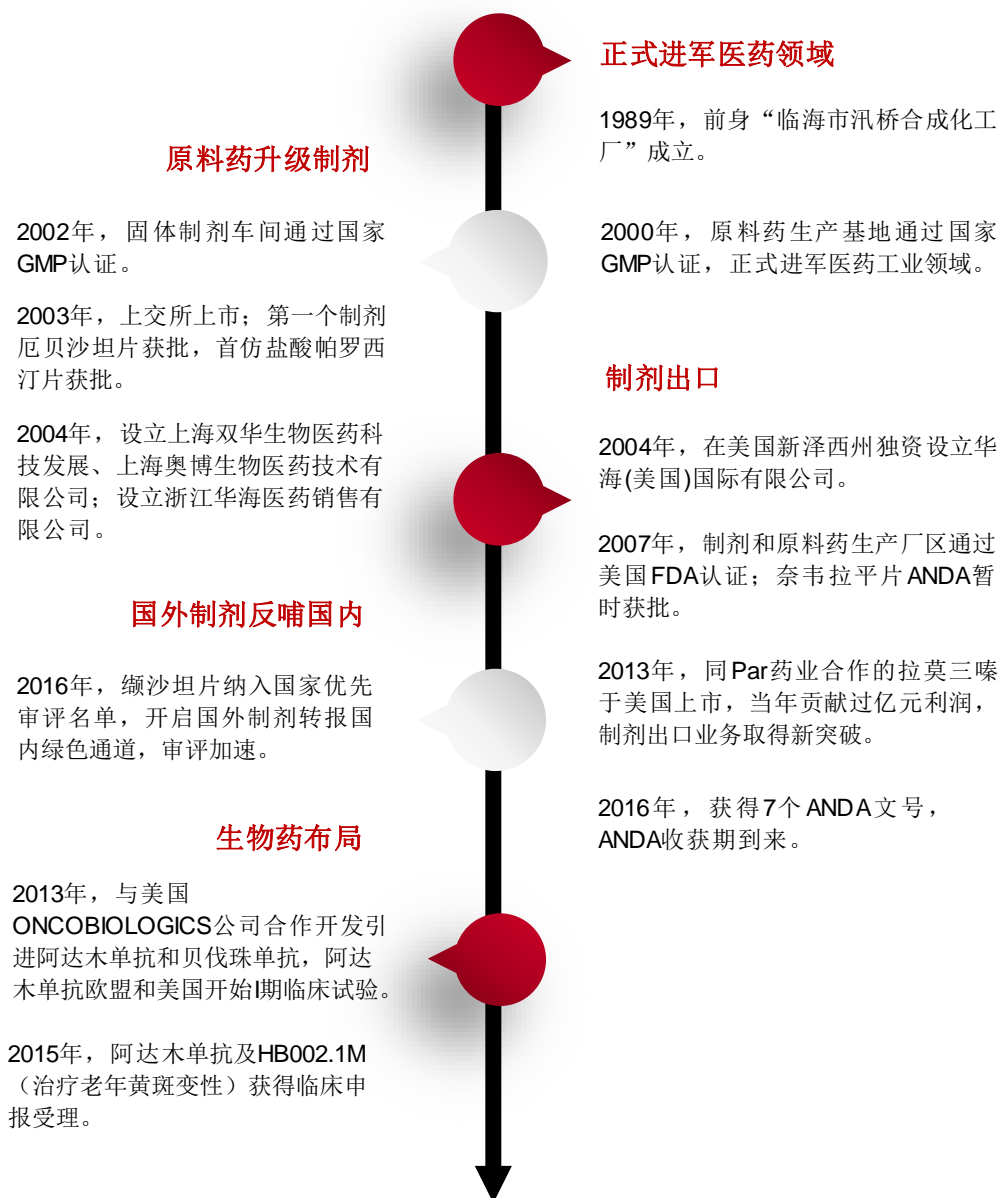 正式进军医药领域
1989年，前身“临海市汛桥合成化工
厂”成立。
2000年，原料药生产基地通过国家
GMP认证，正式进军医药工业领域。
原料药升级制剂
2002年，固体制剂车间通过国家
GMP认证。
2003年，上交所上市；第一个制剂
厄贝沙坦片获批，首仿盐酸帕罗西
汀片获批。
2004年，设立上海双华生物医药科
技发展、上海奥博生物医药技术有
限公司；设立浙江华海医药销售有
限公司。
制剂出口
2004年，在美国新泽西州独资设立华
海(美国)国际有限公司。
2007年，制剂和原料药生产厂区通过
美国FDA认证；奈韦拉平片ANDA暂
时获批。
2013年，同Par药业合作的拉莫三嗪
于美国上市，当年贡献过亿元利润，
制剂出口业务取得新突破。
2016年，获得7个ANDA文号，
ANDA收获期到来。
国外制剂反哺国内
2016年，缬沙坦片纳入国家优先
审评名单，开启国外制剂转报国
内绿色通道，审评加速。
生物药布局
2013年，与美国
ONCOBIOLOGICS公司合作开发引
进阿达木单抗和贝伐珠单抗，阿达
木单抗欧盟和美国开始I期临床试验。
2015年，阿达木单抗及HB002.1M
（治疗老年黄斑变性）获得临床申
报受理。